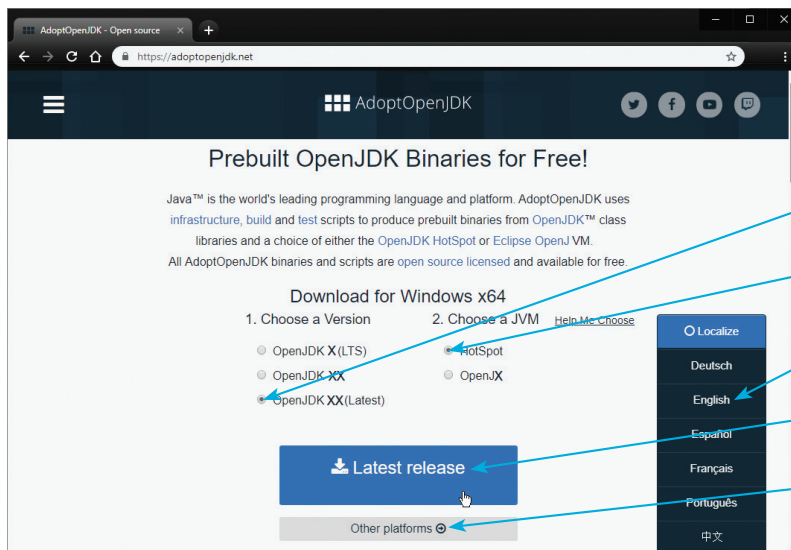 AdoptOpenJDK - Open source
https://adoptopenjdk.net
AdoptOpenJDK
Prebuilt OpenJDK Binaries for Free!
Java™ is the world's leading programming language and platform. AdoptOpenJDK uses
infrastructure, build and test scripts to produce prebuilt binaries from OpenJDK™ class
libraries and a choice of either the OpenJDK HotSpot or Eclipse OpenJ VM.
All AdoptOpenJDK binaries and scripts are open source licensed and available for free.
Download for Windows x64
1. Choose a Version
2. Choose a JVM
Help Me Choose
OpenJDK X (LTS)
OpenJDK XX
OpenJDK XX (Latest)
HotSpot
OpenJX
Latest release
Other platforms
Localize
Deutsch
English
Español
Français
Português
中文